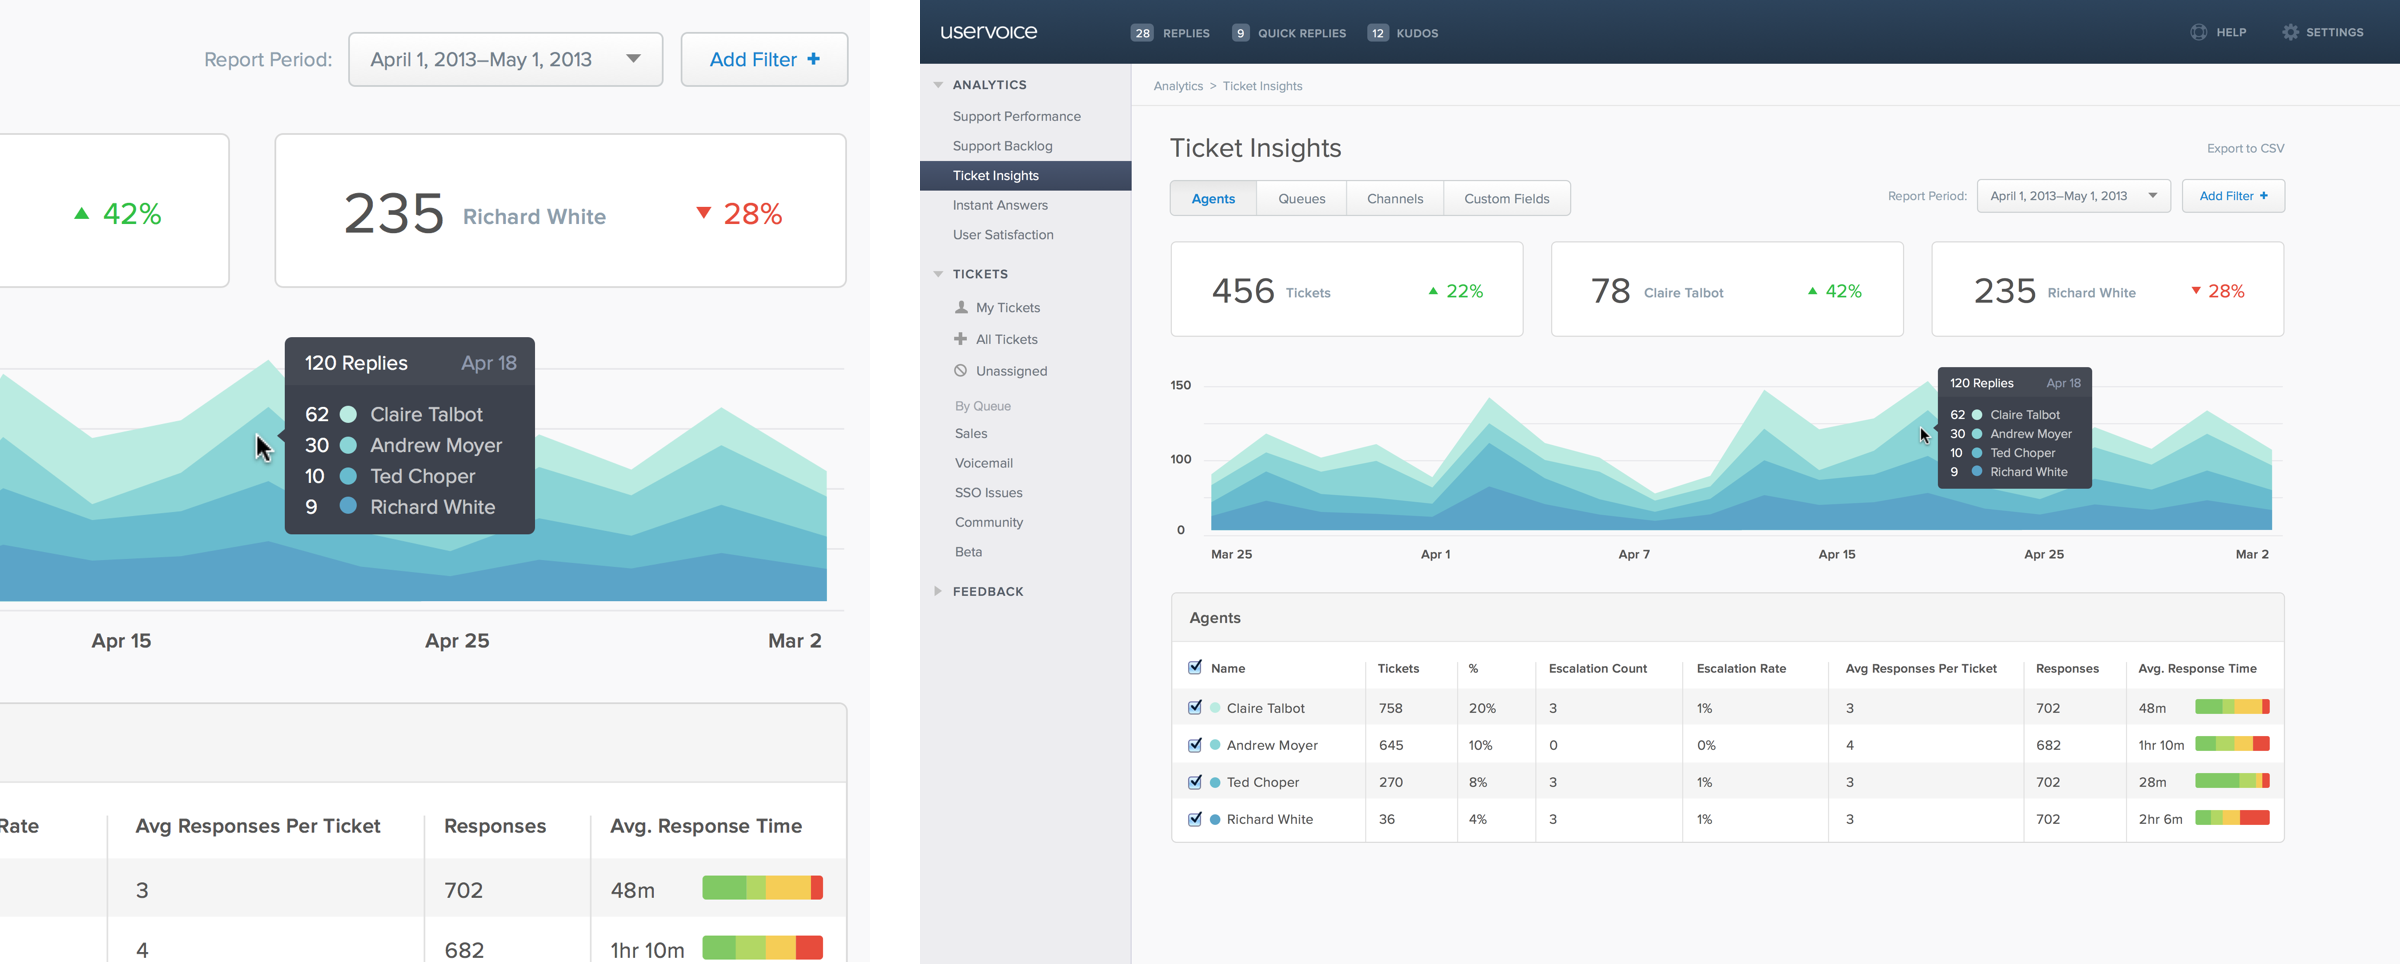 Report Period: April 1, 2013–May 1, 2013 Add Filter +
42%
235 Richard White 28%
120 Replies Apr 18
62 Claire Talbot
30 Andrew Moyer
10 Ted Choper
9 Richard White
Apr 15 Apr 25 Mar 2
Rate Avg Responses Per Ticket Responses Avg. Response Time
3 702 48m
4 682 1hr 10m
uservoice 28 REPLIES 9 QUICK REPLIES 12 KUDOS HELP SETTINGS
ANALYTICS
Support Performance
Support Backlog
Ticket Insights
Instant Answers
User Satisfaction
TICKETS
My Tickets
All Tickets
Unassigned
By Queue
Sales
Voicemail
SSO Issues
Community
Beta
FEEDBACK
Analytics > Ticket Insights
Ticket Insights
Export to CSV
Agents Queues Channels Custom Fields
Report Period: April 1, 2013–May 1, 2013 Add Filter +
456 Tickets 22%
78 Claire Talbot 42%
235 Richard White 28%
150
100
0
120 Replies Apr 18
62 Claire Talbot
30 Andrew Moyer
10 Ted Choper
9 Richard White
Mar 25 Apr 1 Apr 7 Apr 15 Apr 25 Mar 2
Agents
Name Tickets % Escalation Count Escalation Rate Avg Responses Per Ticket Responses Avg. Response Time
Claire Talbot 758 20% 3 1% 3 702 48m
Andrew Moyer 645 10% 0 0% 4 682 1hr 10m
Ted Choper 270 8% 3 1% 3 702 28m
Richard White 36 4% 3 1% 3 702 2hr 6m